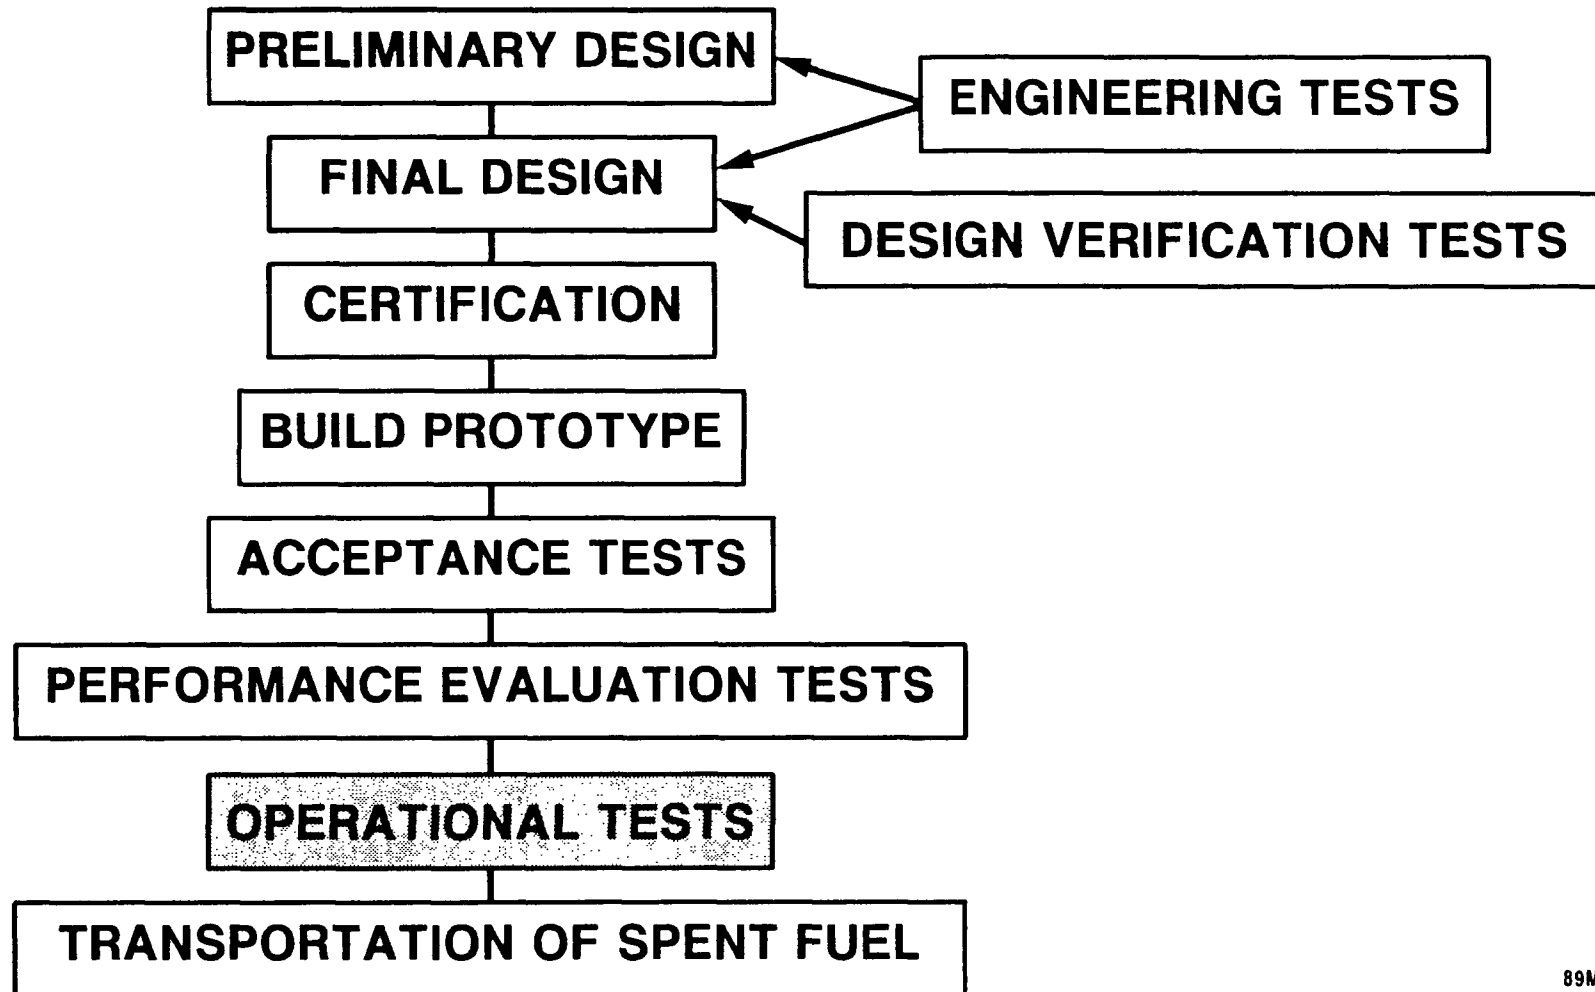 PRELIMINARY DESIGN
ENGINEERING TESTS
FINAL DESIGN
DESIGN VERIFICATION TESTS
CERTIFICATION
BUILD PROTOTYPE
ACCEPTANCE TESTS
PERFORMANCE EVALUATION TESTS
OPERATIONAL TESTS
TRANSPORTATION OF SPENT FUEL
89M